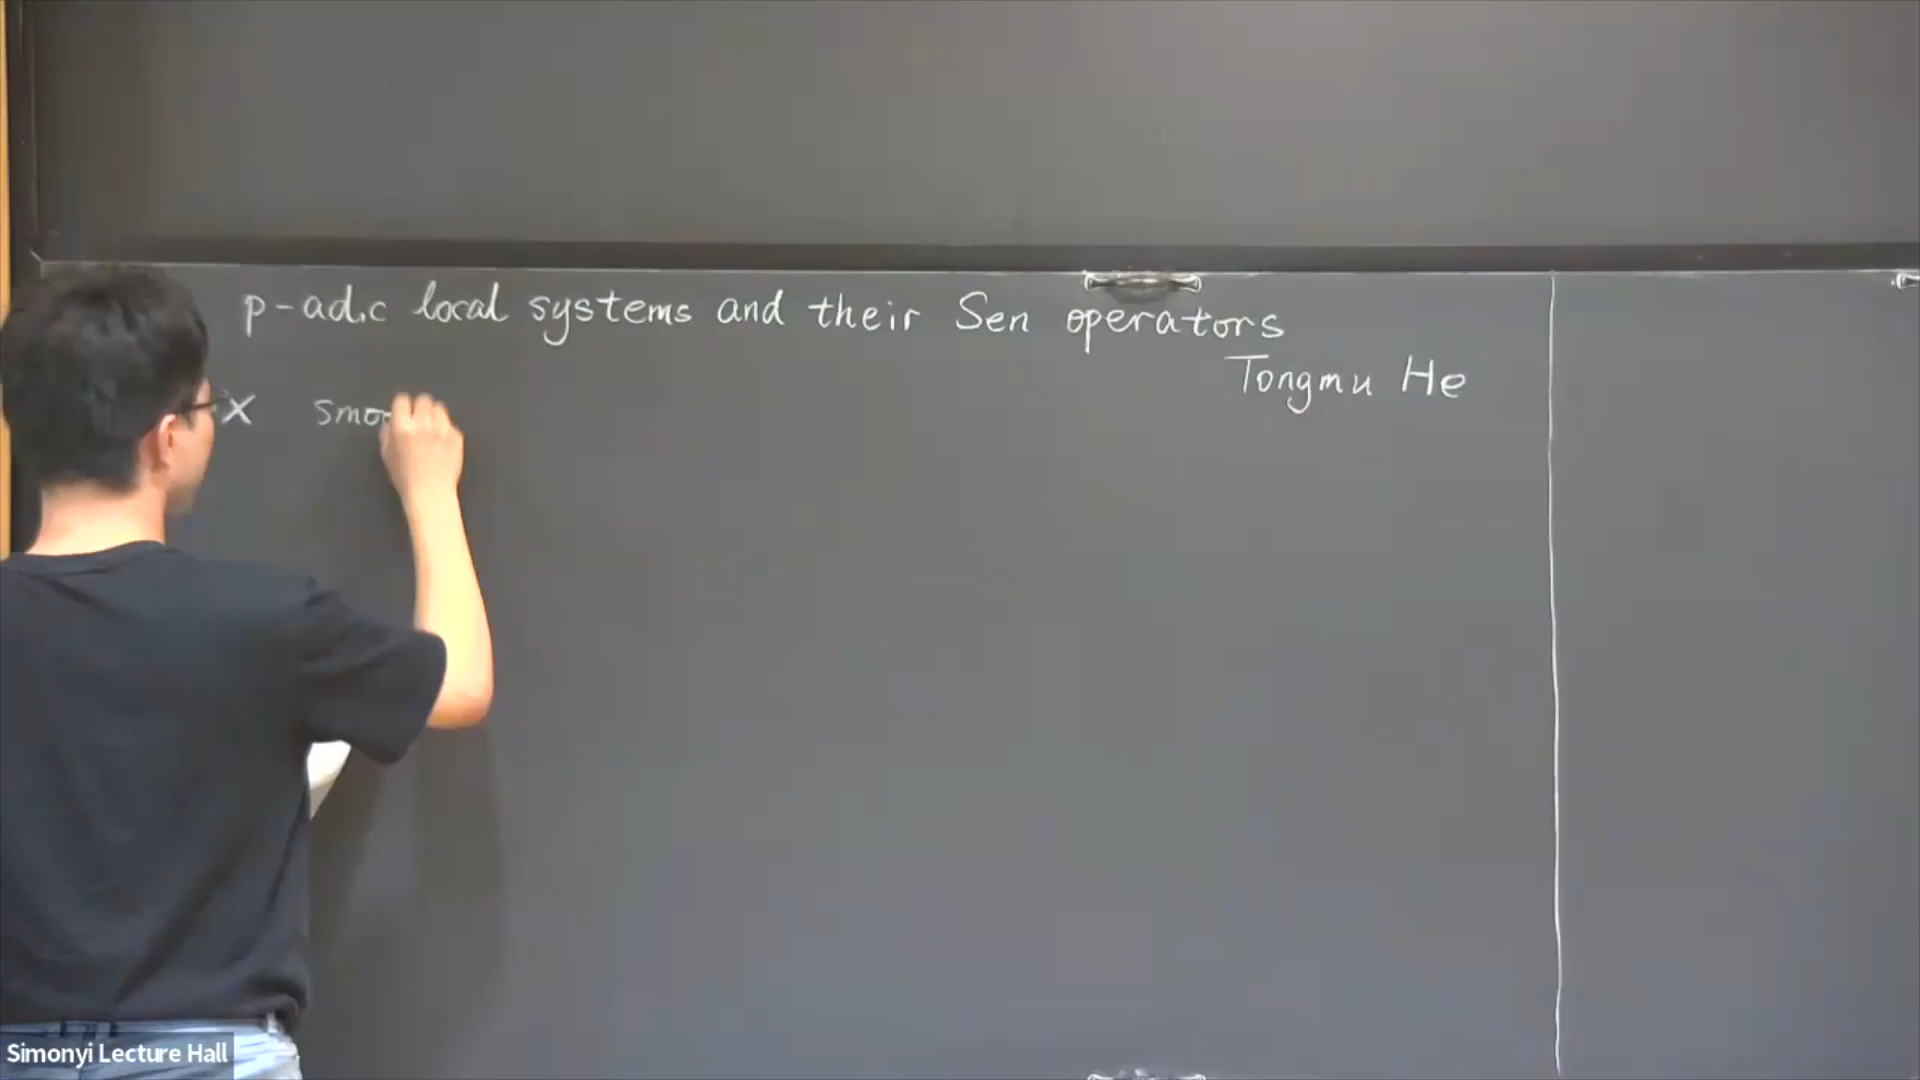 p-adic local systems and their Sen operators
Tongmu He
X smo
Simonyi Lecture Hall